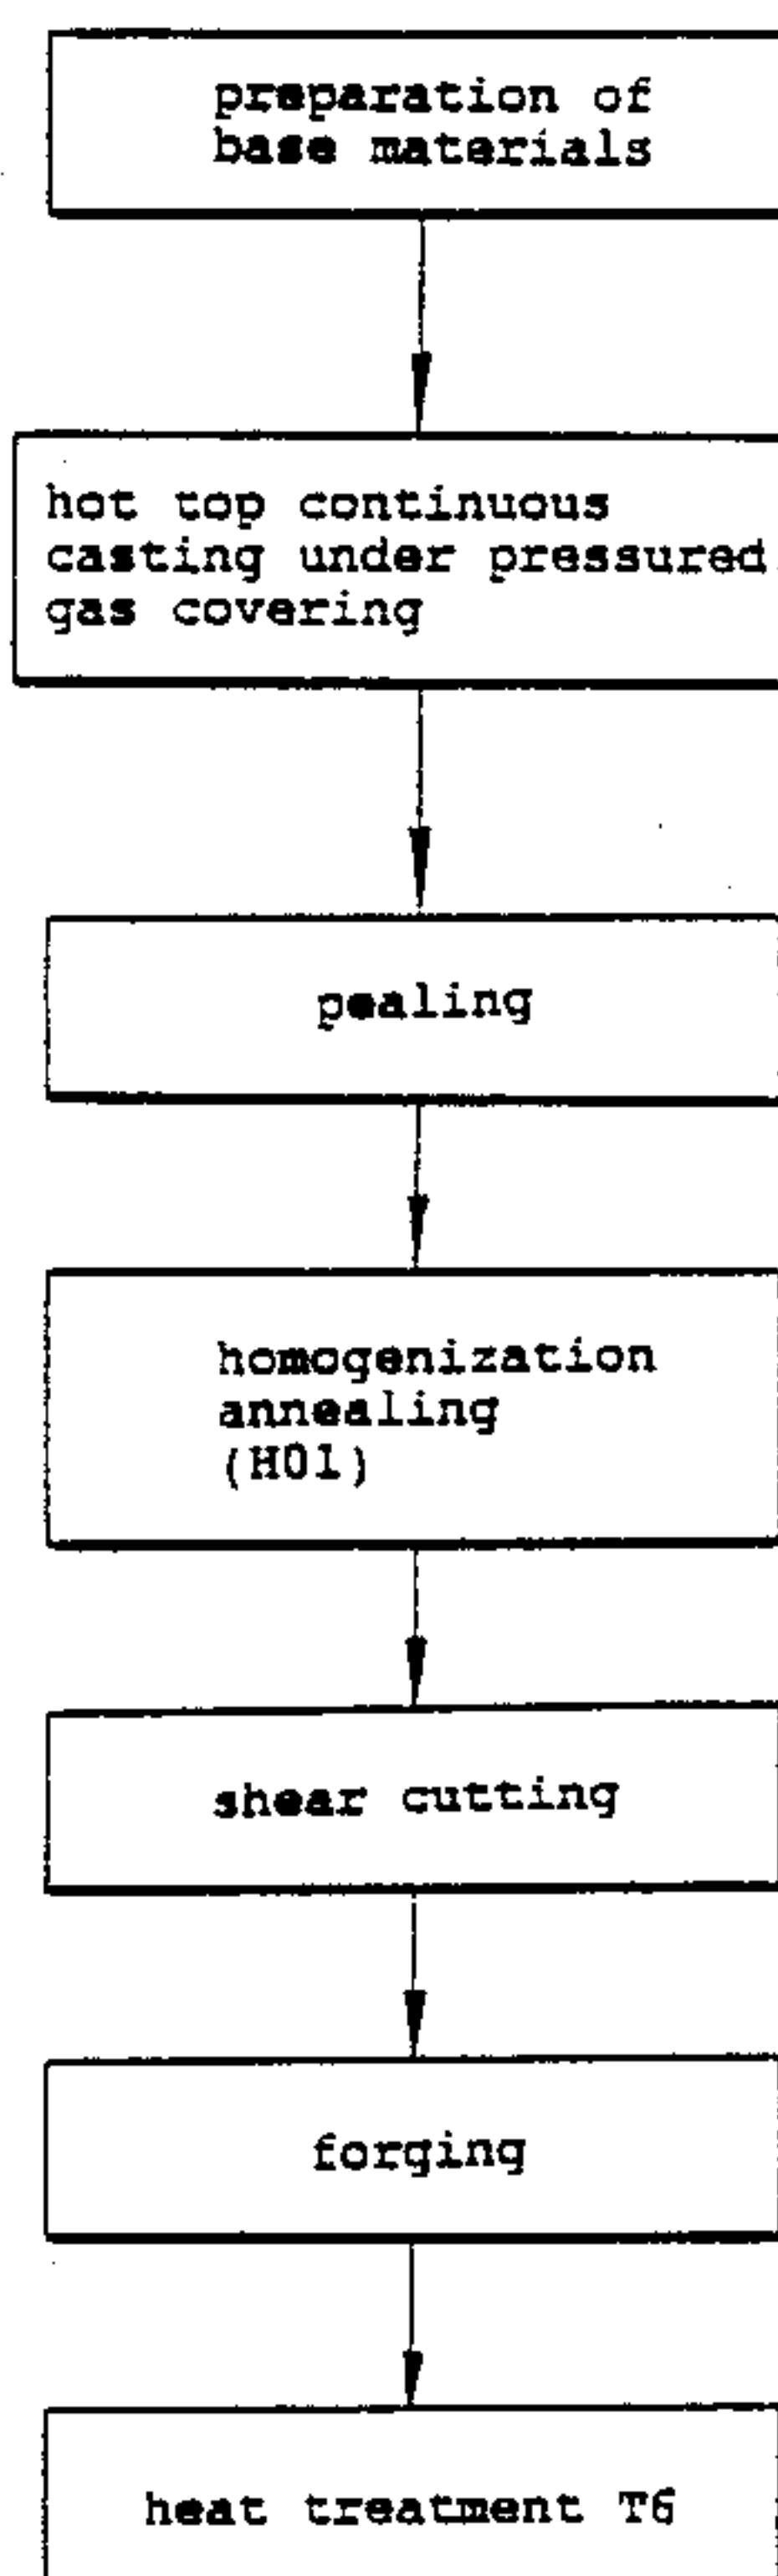 preparation of
base materials
hot top continuous
casting under pressured
gas covering
pealing
homogenization
annealing
(H01)
shear cutting
forging
heat treatment T6